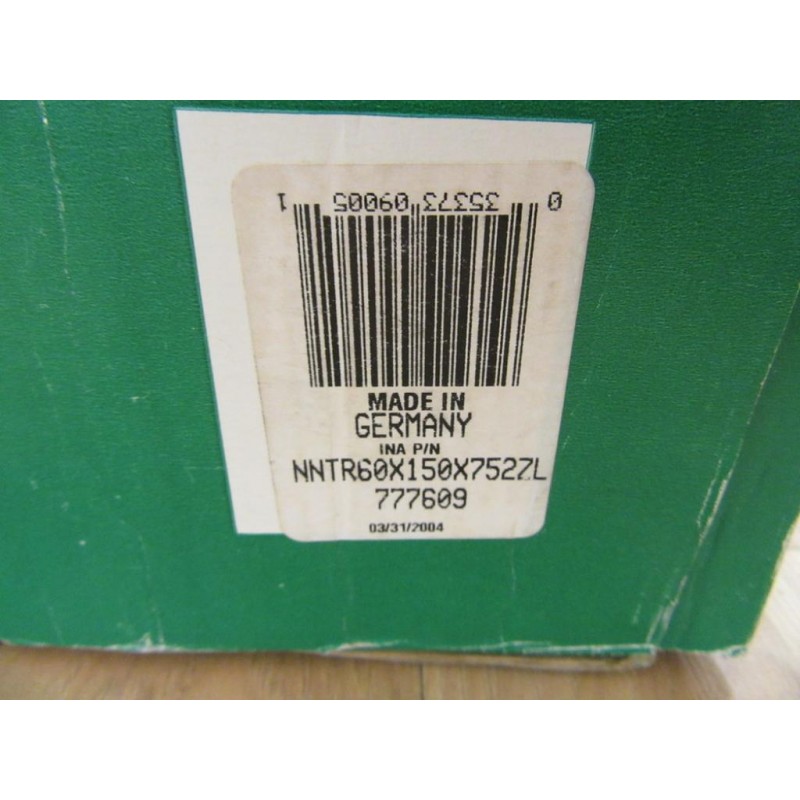 0 35373 09005 1
MADE IN
GERMANY
INA P/N
NNTR60X150X752ZL
777609
03/31/2004